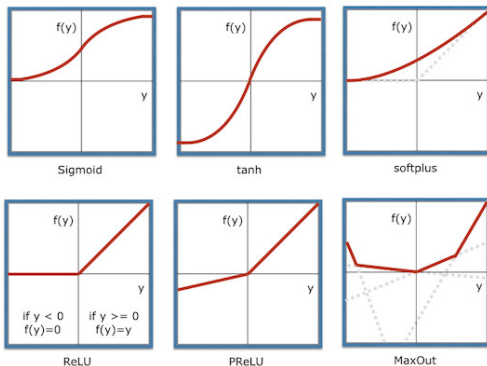 f(y)
y
Sigmoid
f(y)
y
tanh
f(y)
y
softplus
f(y)
y
if y < 0 if y >= 0
f(y)=0 f(y)=y
ReLU
f(y)
y
PReLU
f(y)
y
MaxOut